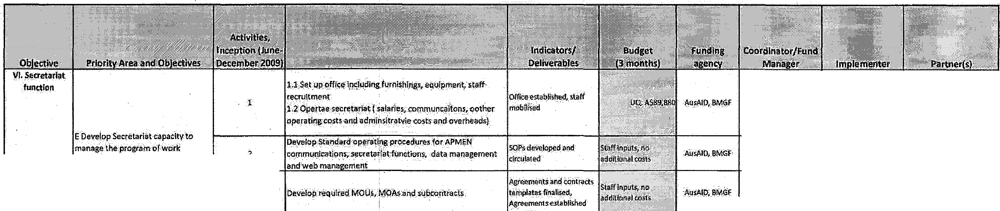 Objective
Priority Area and Objectives
Activities,
Inception (June-
December 2009)
Indicators/
Deliverables
Budget
(3 months)
Funding
agency
Coordinator/Fund
Manager
Implementer
Partner(s)
VI. Secretariat
function
E Develop Secretariat capacity to
manage the program of work
1
1.1 Set up office including furnishings, equipment, staff
recruitment
1.2 Opertae secretariat ( salaries, communcaitons, oother
operating costs and adminsitratvie costs and overheads)
Office established, staff
mobilised
UQ: A$89,880
AusAID, BMGF
2
Develop Standard operating procedures for APMEN
communications, secretariat functions, data management
and web management
SOPs developed and
circulated
Staff inputs, no
additional costs
AusAID, BMGF
Develop required MOUs, MOAs and subcontracts
Agreements and contracts
templates finalised,
Agreements established
Staff inputs, no
additional costs
AusAID, BMGF